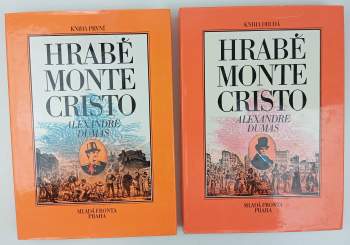 KNIHA PRVNÍ
HRABĚ
MONTE
CRISTO
ALEXANDRE
DUMAS
MLADÁ FRONTA
PRAHA
KNIHA DRUHÁ
HRABĚ
MONTE
CRISTO
ALEXANDRE
DUMAS
MLADÁ FRONTA
PRAHA